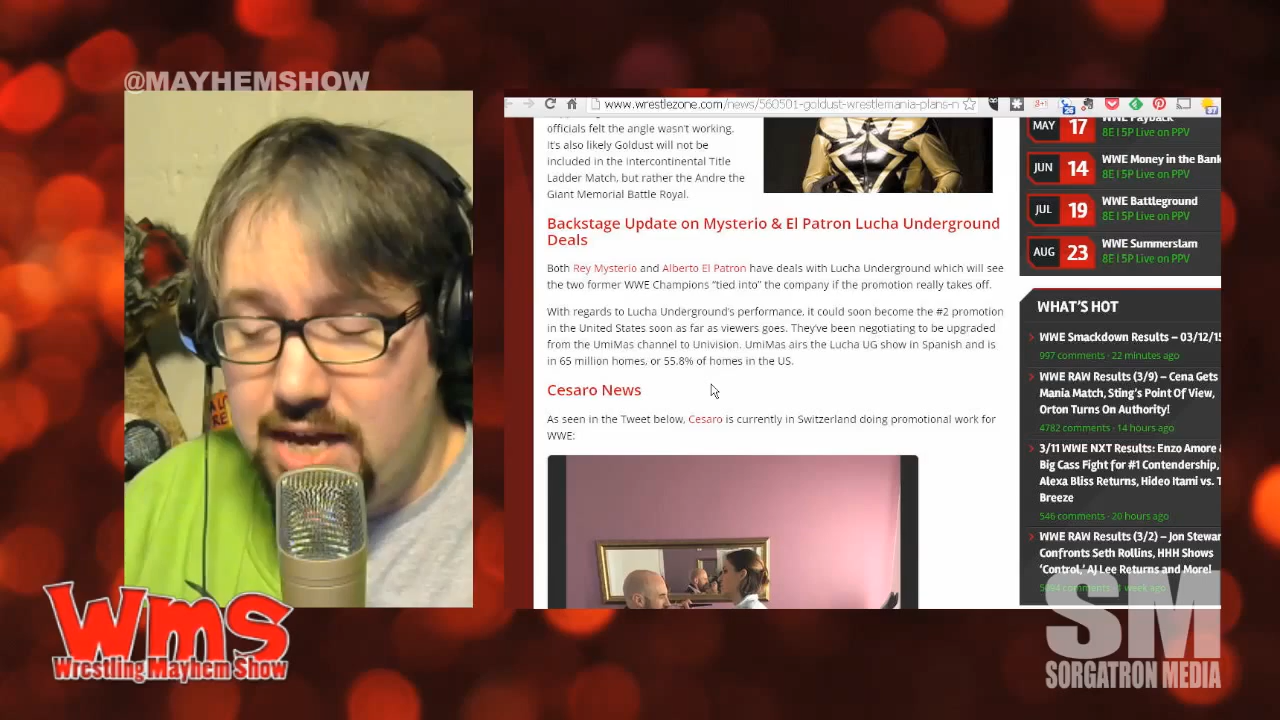 @MAYHEMSHOW
www.wrestlezone.com/news/560501-goldust-wrestlemania-plans-n
officials felt the angle wasn't working.
It's also likely Goldust will not be
included in the Intercontinental Title
Ladder Match, but rather the Andre the
Giant Memorial Battle Royal.
Backstage Update on Mysterio & El Patron Lucha Underground
Deals
Both Rey Mysterio and Alberto El Patron have deals with Lucha Underground which will see
the two former WWE Champions "tied into" the company if the promotion really takes off.
With regards to Lucha Underground's performance, it could soon become the #2 promotion
in the United States soon as far as viewers goes. They've been negotiating to be upgraded
from the UmiMas channel to Univision. UmiMas airs the Lucha UG show in Spanish and is
in 65 million homes, or 55.8% of homes in the US.
Cesaro News
As seen in the Tweet below, Cesaro is currently in Switzerland doing promotional work for
WWE:
WWE Payback
MAY 17
8E | 5P Live on PPV
WWE Money in the Bank
JUN 14
8E | 5P Live on PPV
WWE Battleground
JUL 19
8E | 5P Live on PPV
WWE Summerslam
AUG 23
8E | 5P Live on PPV
WHAT'S HOT
WWE Smackdown Results – 03/12/15
997 comments · 22 minutes ago
WWE RAW Results (3/9) – Cena Gets
Mania Match, Sting's Point Of View,
Orton Turns On Authority!
4782 comments · 14 hours ago
3/11 WWE NXT Results: Enzo Amore &
Big Cass Fight for #1 Contendership,
Alexa Bliss Returns, Hideo Itami vs. T
Breeze
546 comments · 20 hours ago
WWE RAW Results (3/2) – Jon Stewar
Confronts Seth Rollins, HHH Shows
'Control,' AJ Lee Returns and More!
comments · 1 week ago
Wms
Wrestling Mayhem Show
SM
SORGATRON MEDIA